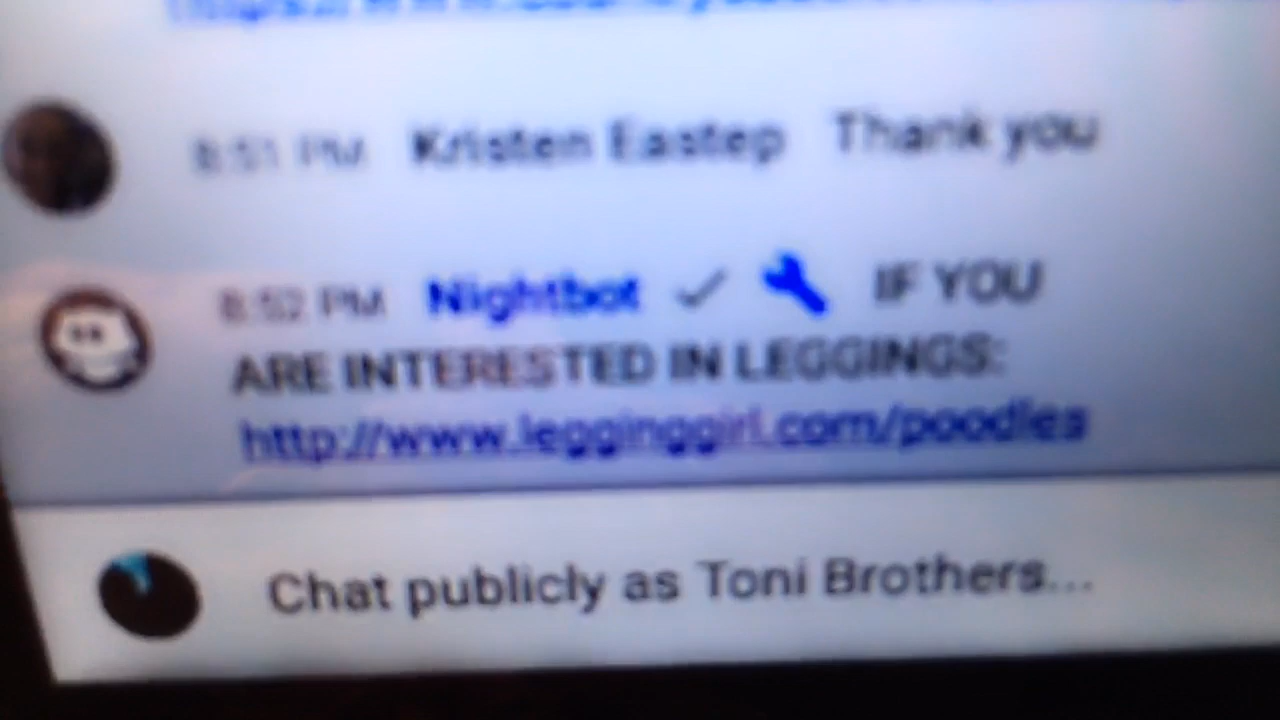 8:51 PM Kristen Eastep Thank you
8:52 PM Nightbot IF YOU
ARE INTERESTED IN LEGGINGS:
http://www.legginggirl.com/poodles
Chat publicly as Toni Brothers...